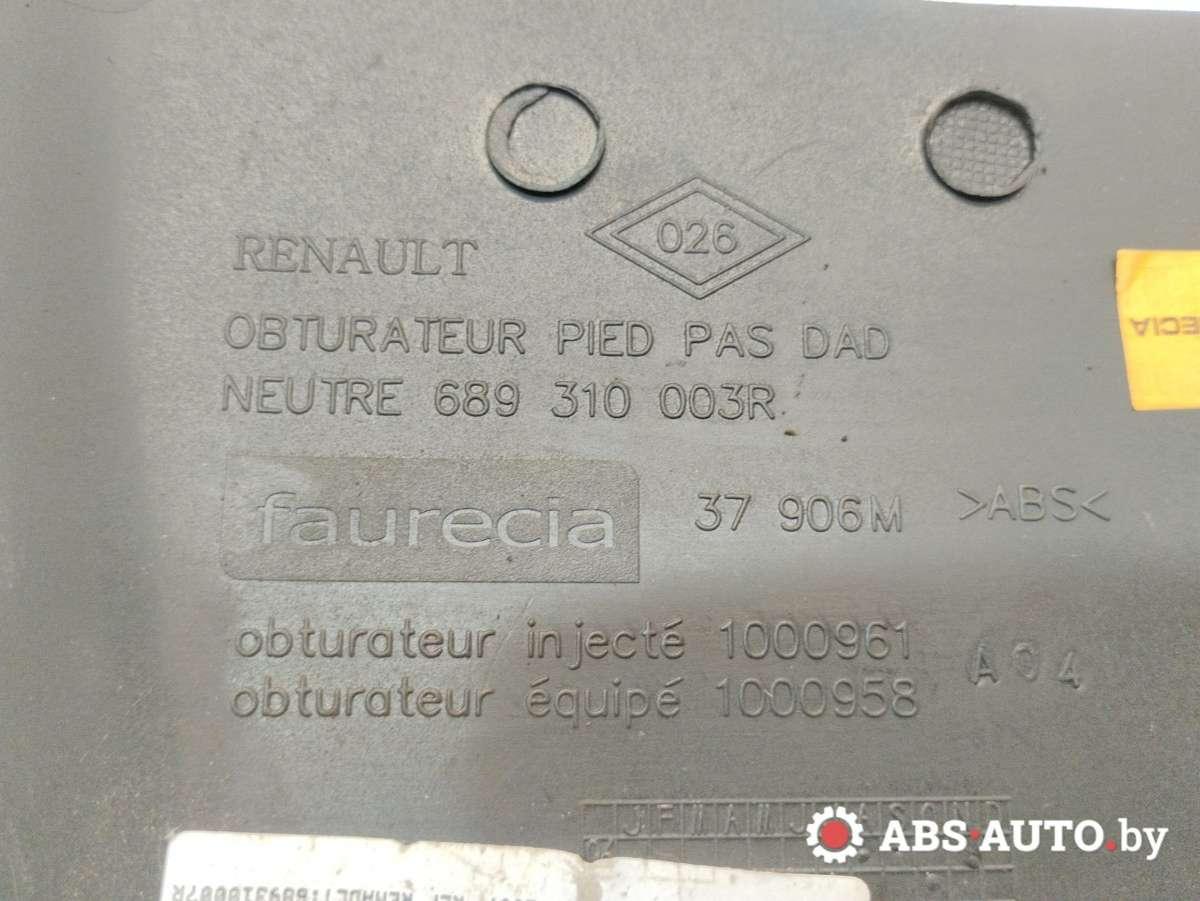 RENAULT 026
OBTURATEUR PIED PAS DAD
NEUTRE 689 310 003R
faurecia 37 906M >ABS<
obturateur injecté 1000961
obturateur équipé 1000958
A04
ABS-AUTO.by